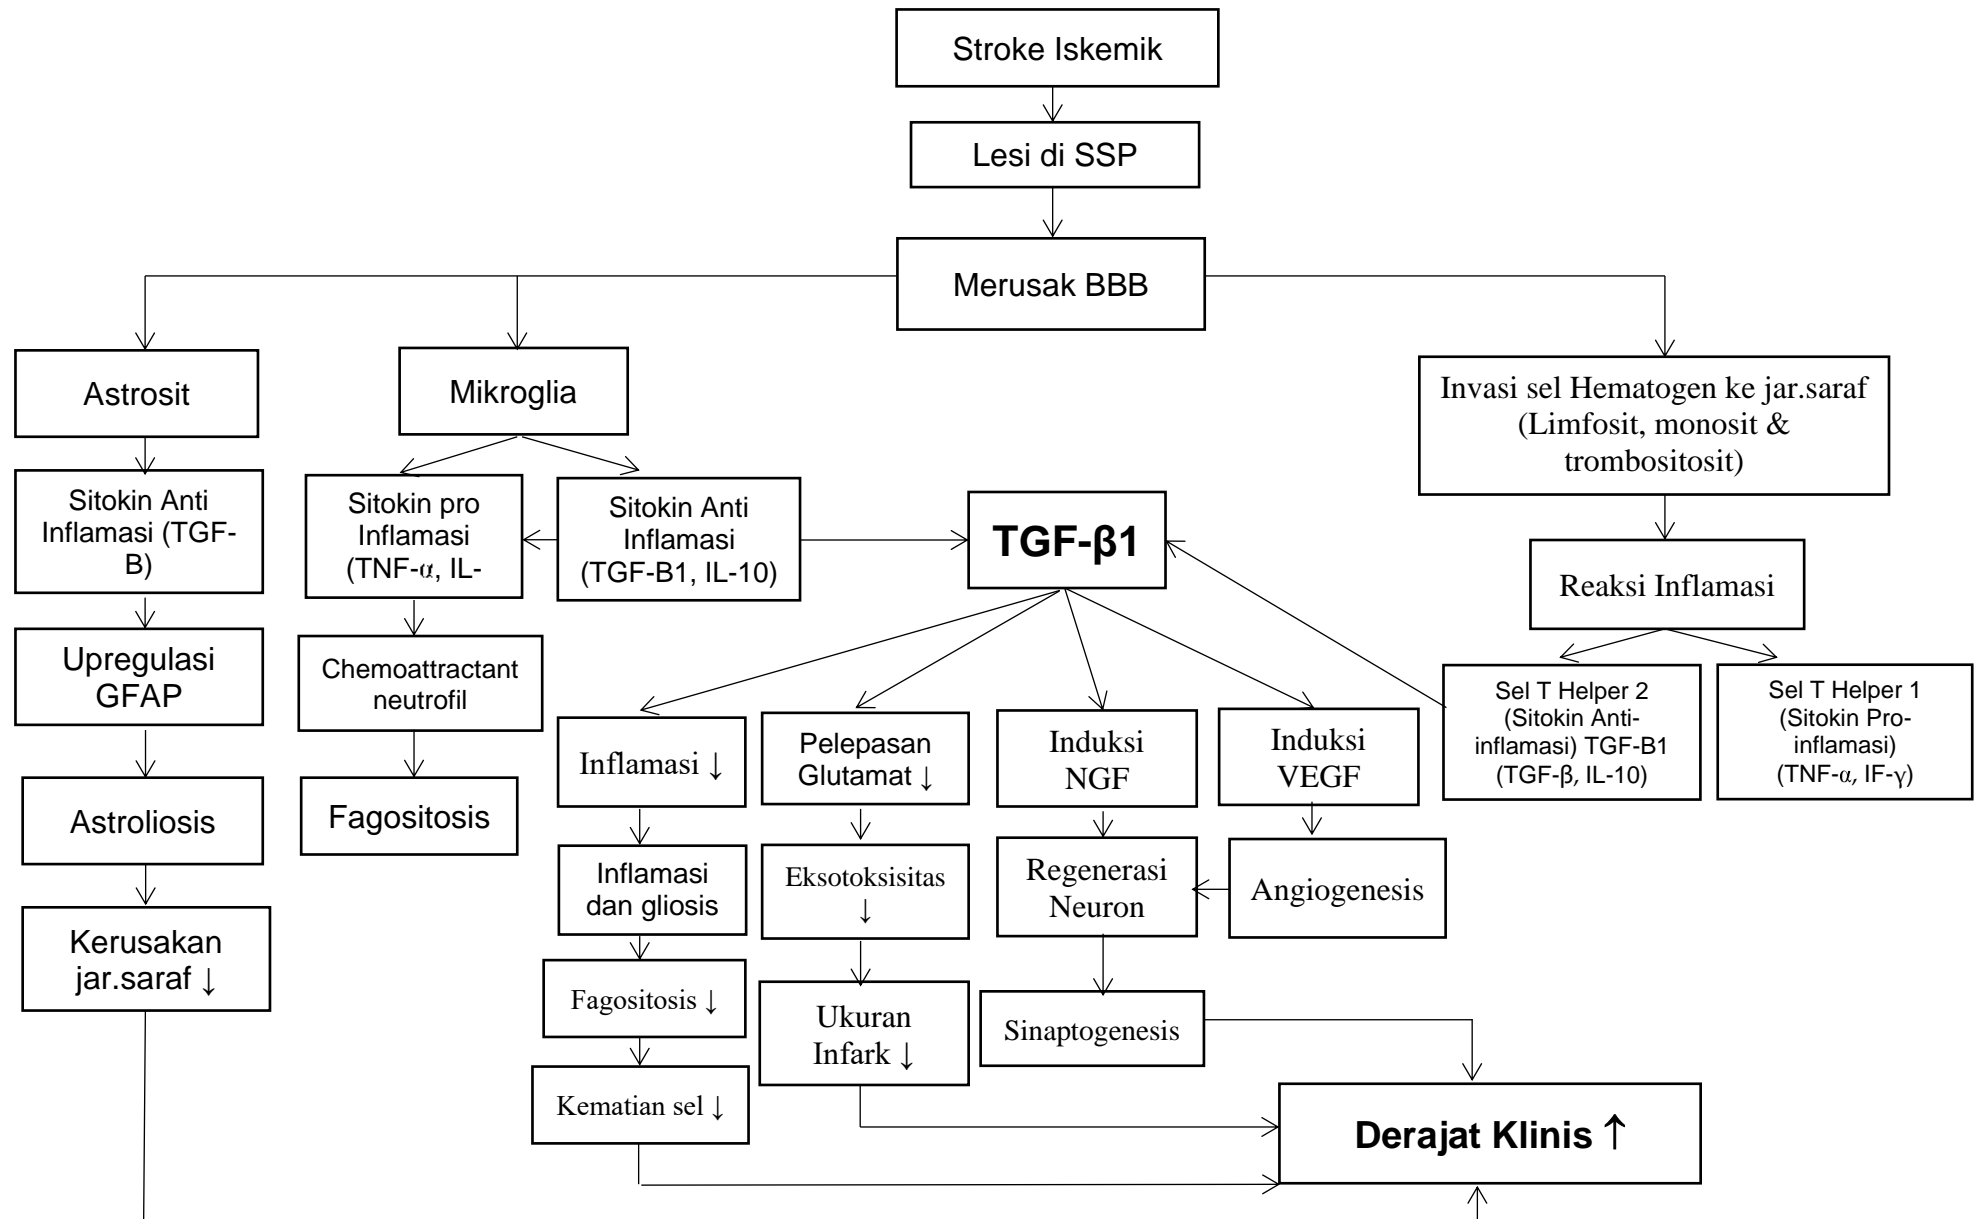 Stroke Iskemik
Lesi di SSP
Merusak BBB
Astrosit
Mikroglia
Invasi sel Hematogen ke jar.saraf
(Limfosit, monosit &
trombositosit)
Sitokin Anti
Inflamasi (TGF-
B)
Sitokin pro
Inflamasi
(TNF-α, IL-
Sitokin Anti
Inflamasi
(TGF-B1, IL-10)
TGF-β1
Reaksi Inflamasi
Upregulasi
GFAP
Chemoattractant
neutrofil
Inflamasi ↓
Pelepasan
Glutamat ↓
Induksi
NGF
Induksi
VEGF
Sel T Helper 2
(Sitokin Anti-
inflamasi) TGF-B1
(TGF-β, IL-10)
Sel T Helper 1
(Sitokin Pro-
inflamasi)
(TNF-α, IF-γ)
Astroliosis
Fagositosis
Inflamasi
dan gliosis
Eksotoksisitas
↓
Regenerasi
Neuron
Angiogenesis
Kerusakan
jar.saraf ↓
Fagositosis ↓
Ukuran
Infark ↓
Sinaptogenesis
Kematian sel ↓
Derajat Klinis ↑